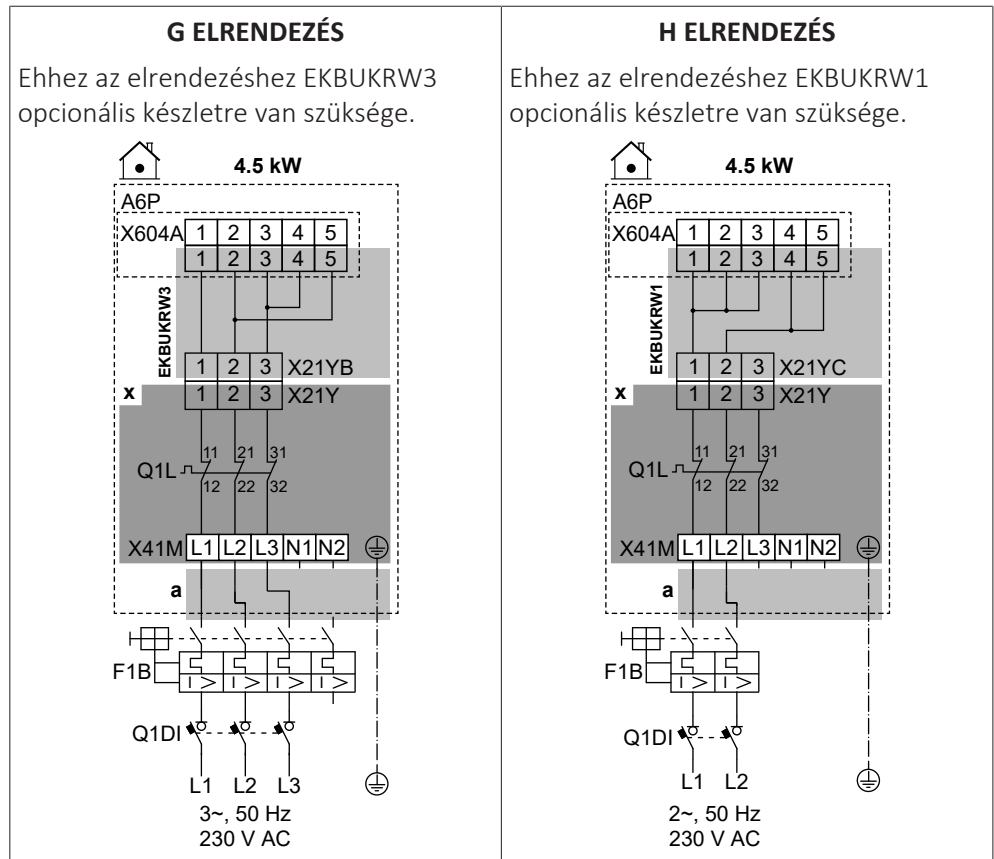 G ELRENDEZÉS
Ehhez az elrendezéshez EKBUKRW3
opcionális készletre van szüksége.
4.5 kW
A6P
X604A 1 2 3 4 5
1 2 3 4 5
EKBUKRW3
1 2 3 X21YB
x 1 2 3 X21Y
11 21 31
Q1L
12 22 32
X41M L1 L2 L3 N1 N2
a
F1B
I > I > I > I >
Q1DI
L1 L2 L3
3~, 50 Hz
230 V AC
H ELRENDEZÉS
Ehhez az elrendezéshez EKBUKRW1
opcionális készletre van szüksége.
4.5 kW
A6P
X604A 1 2 3 4 5
1 2 3 4 5
EKBUKRW1
1 2 3 X21YC
x 1 2 3 X21Y
11 21 31
Q1L
12 22 32
X41M L1 L2 L3 N1 N2
a
F1B
I > I >
Q1DI
L1 L2
2~, 50 Hz
230 V AC